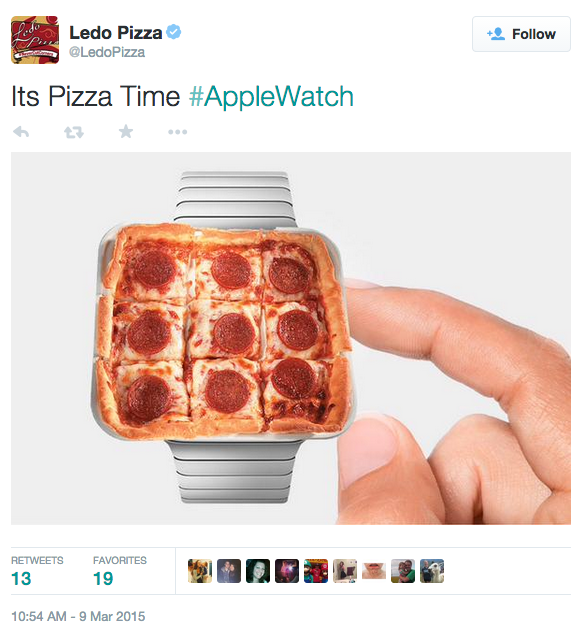 Ledo Pizza
@LedoPizza
Follow
Its Pizza Time #AppleWatch
RETWEETS
FAVORITES
13
19
10:54 AM - 9 Mar 2015